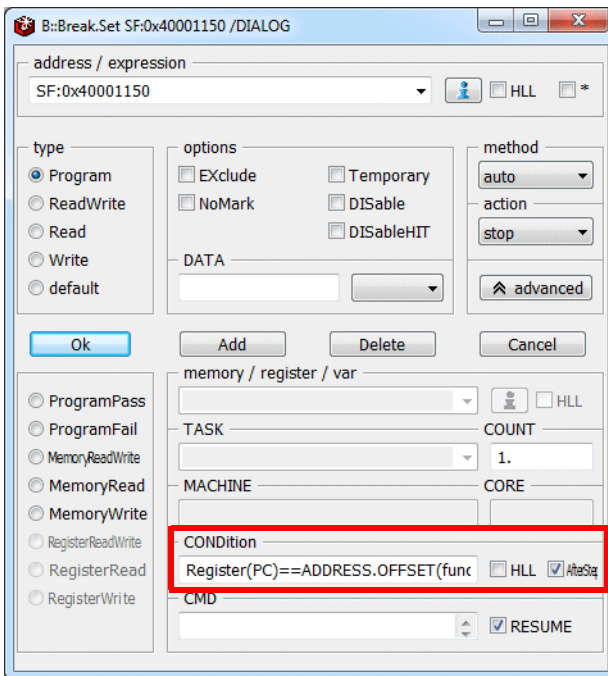 B::Break.Set SF:0x40001150 /DIALOG
address / expression
SF:0x40001150
HLL
*
type
Program
ReadWrite
Read
Write
default
options
EXclude
Temporary
NoMark
DISable
DISableHIT
DATA
method
auto
action
stop
advanced
Ok
Add
Delete
Cancel
ProgramPass
ProgramFail
MemoryReadWrite
MemoryRead
MemoryWrite
RegisterReadWrite
RegisterRead
RegisterWrite
memory / register / var
HLL
TASK
COUNT
1.
MACHINE
CORE
CONDition
Register(PC)==ADDRESS.OFFSET(func
HLL
AfterStep
CMD
RESUME